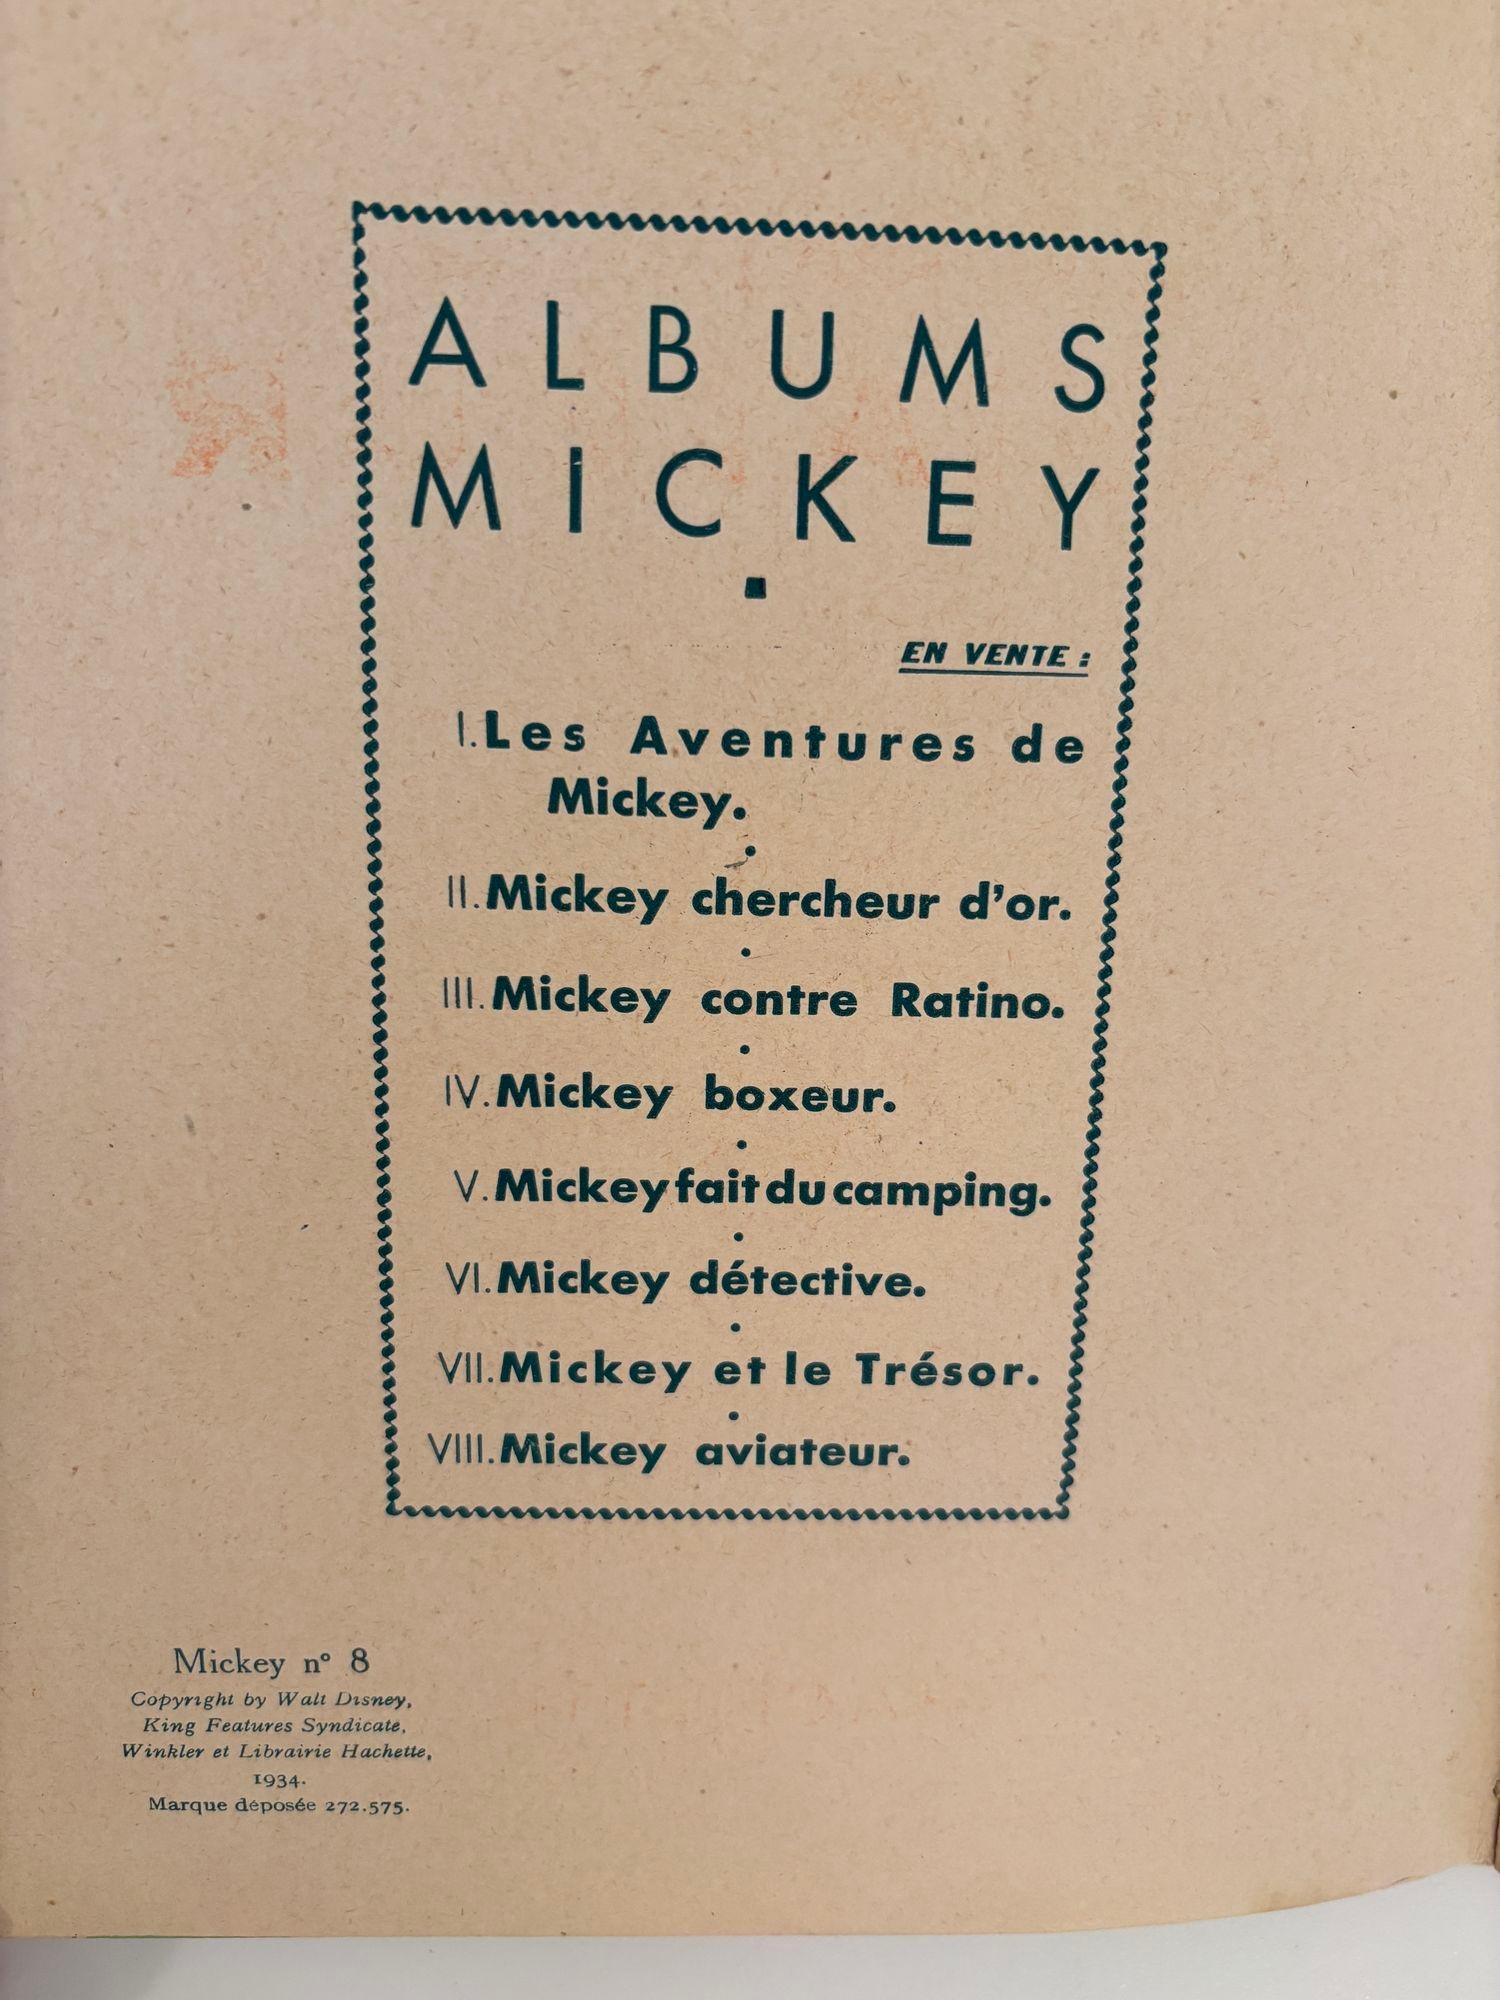 ALBUMS
MICKEY
EN VENTE :
I. Les Aventures de
Mickey.
II. Mickey chercheur d'or.
III. Mickey contre Ratino.
IV. Mickey boxeur.
V. Mickey fait du camping.
VI. Mickey détective.
VII. Mickey et le Trésor.
VIII. Mickey aviateur.
Mickey n° 8
Copyright by Walt Disney,
King Features Syndicate,
Winkler et Librairie Hachette,
1934.
Marque déposée 272.575.